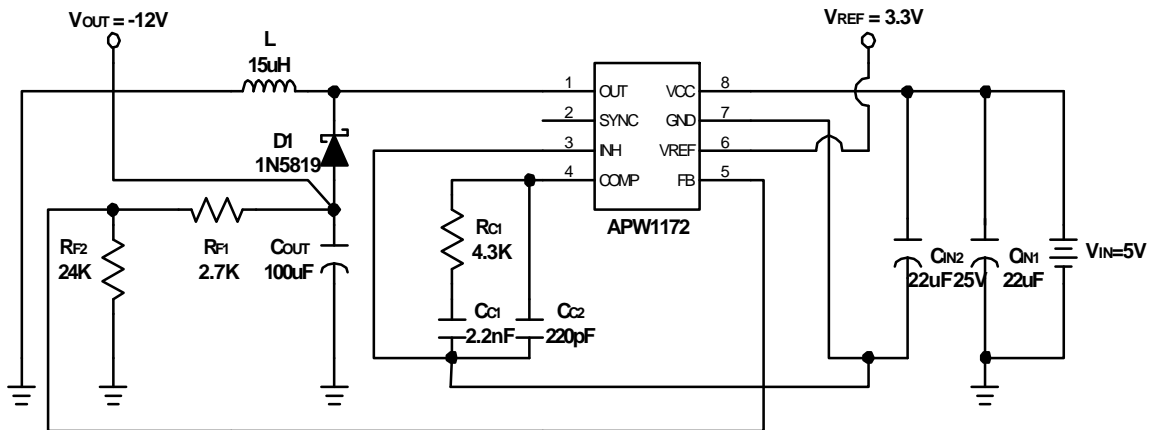 VOUT = -12V
VREF = 3.3V
L
15uH
1
OUT
VCC
8
2
SYNC
GND
7
3
INH
VREF
6
4
COMP
FB
5
APW1172
D1
1N5819
RF2
24K
RF1
2.7K
COUT
100uF
RC1
4.3K
CC1
2.2nF
CC2
220pF
CIN2
22uF 25V
CIN1
22uF
VIN=5V